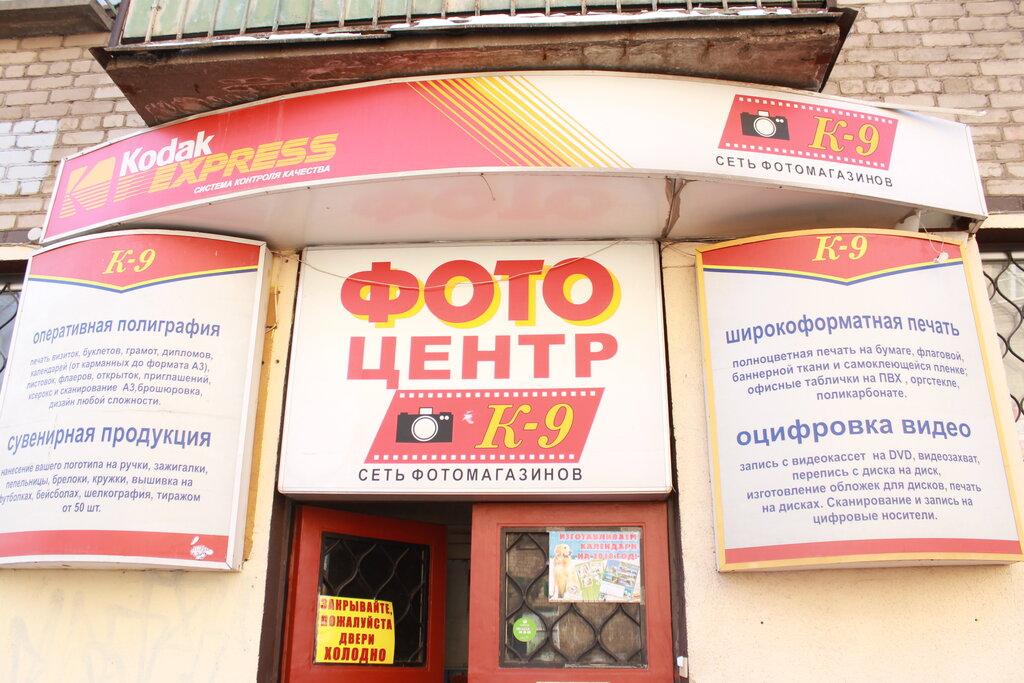 Kodak
EXPRESS
СИСТЕМА КОНТРОЛЯ КАЧЕСТВА
К-9
СЕТЬ ФОТОМАГАЗИНОВ
К-9
оперативная полиграфия
печать визиток, буклетов, грамот, дипломов,
календарей (от карманных до формата А3),
листовок, флаеров, открыток, приглашений,
ксерокс и сканирование А3,брошюровка,
дизайн любой сложности.
сувенирная продукция
нанесение вашего логотипа на ручки, зажигалки,
пепельницы, брелоки, кружки, вышивка на
футболках, бейсболах, шелкография, тиражом
от 50 шт.
ФОТО
ЦЕНТР
К-9
СЕТЬ ФОТОМАГАЗИНОВ
К-9
широкоформатная печать
полноцветная печать на бумаге, флаговой,
баннерной ткани и самоклеющейся пленке;
офисные таблички на ПВХ , оргстекле,
поликарбонате.
оцифровка видео
запись с видеокассет на DVD, видеозахват,
перепись с диска на диск,
изготовление обложек для дисков, печать
на дисках. Сканирование и запись на
цифровые носители.
ЗАКРЫВАЙТЕ,
ПОЖАЛУЙСТА
ДВЕРИ
ХОЛОДНО
ИЗГОТАВЛИВАЕМ
КАЛЕНДАРИ
НА 2018 ГОД!